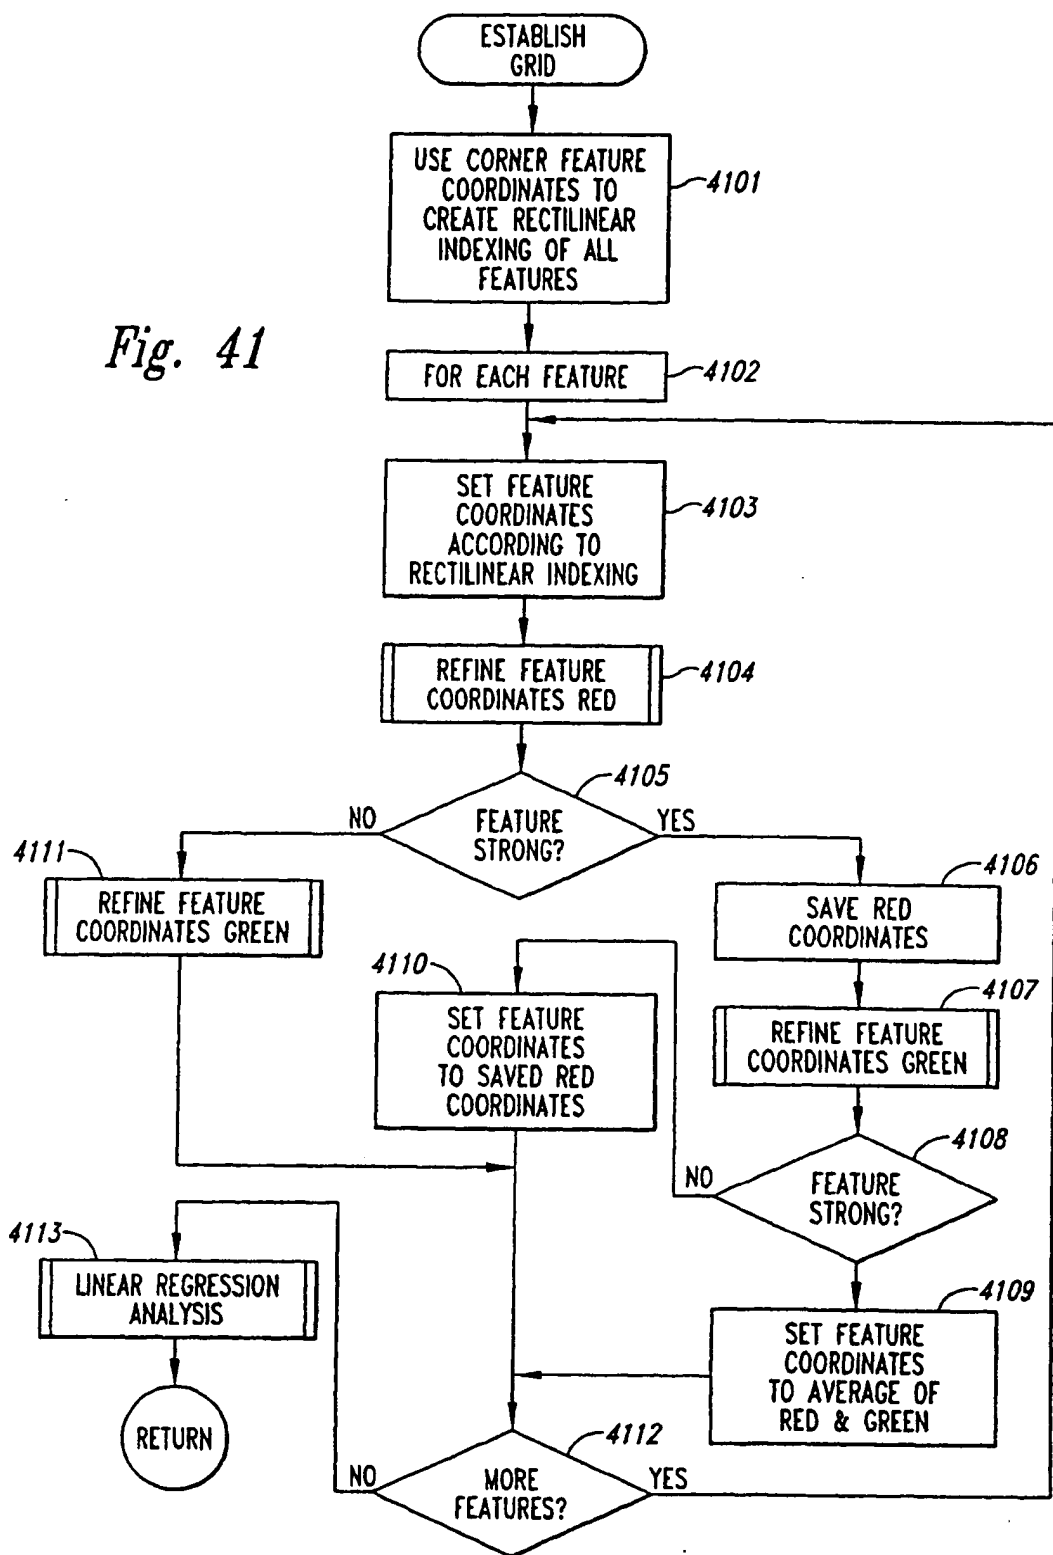 ESTABLISH
GRID
USE CORNER FEATURE
COORDINATES TO
CREATE RECTILINEAR
INDEXING OF ALL
FEATURES
4101
Fig. 41
FOR EACH FEATURE
4102
SET FEATURE
COORDINATES
ACCORDING TO
RECTILINEAR INDEXING
4103
REFINE FEATURE
COORDINATES RED
4104
FEATURE
STRONG?
4105
NO
YES
4111
REFINE FEATURE
COORDINATES GREEN
4106
SAVE RED
COORDINATES
4110
SET FEATURE
COORDINATES
TO SAVED RED
COORDINATES
4107
REFINE FEATURE
COORDINATES GREEN
4108
NO
FEATURE
STRONG?
4113
LINEAR REGRESSION
ANALYSIS
4109
SET FEATURE
COORDINATES
TO AVERAGE OF
RED & GREEN
RETURN
4112
NO
MORE
FEATURES?
YES